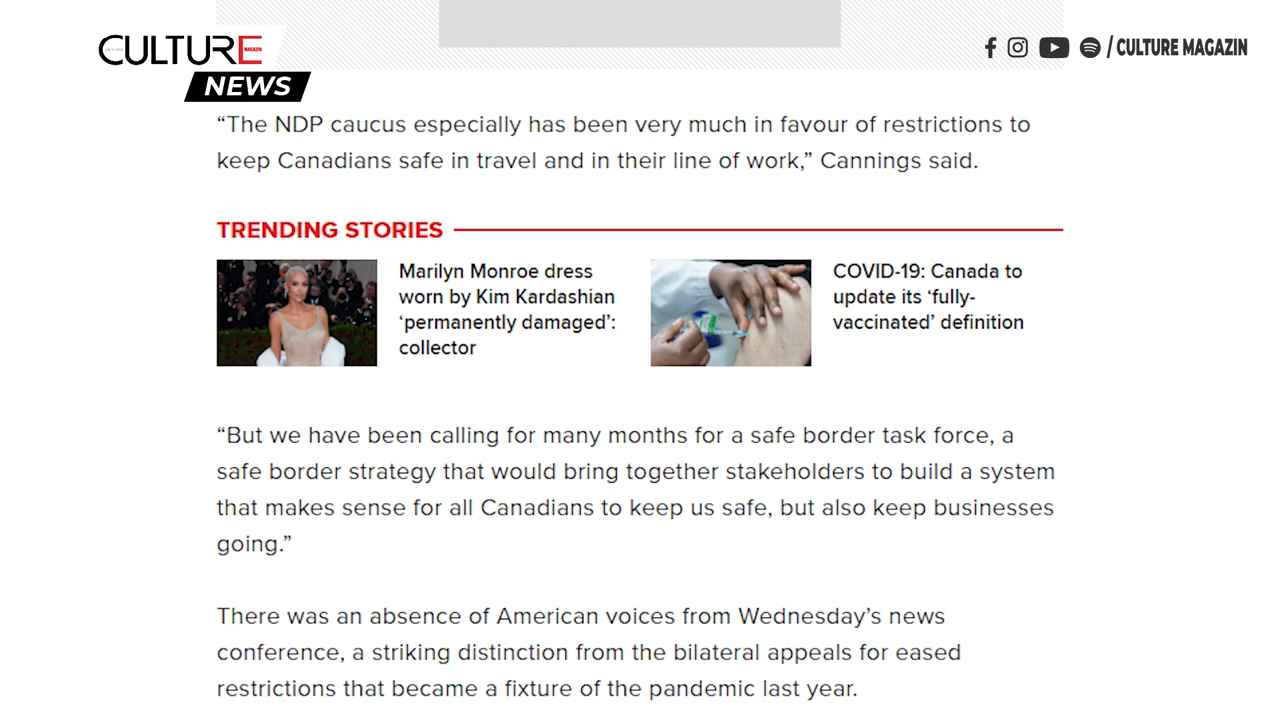 CULTURE
MAGAZIN
NEWS
/ CULTURE MAGAZIN
“The NDP caucus especially has been very much in favour of restrictions to
keep Canadians safe in travel and in their line of work,” Cannings said.
TRENDING STORIES
Marilyn Monroe dress
worn by Kim Kardashian
‘permanently damaged’:
collector
COVID-19: Canada to
update its ‘fully-
vaccinated’ definition
“But we have been calling for many months for a safe border task force, a
safe border strategy that would bring together stakeholders to build a system
that makes sense for all Canadians to keep us safe, but also keep businesses
going.”
There was an absence of American voices from Wednesday’s news
conference, a striking distinction from the bilateral appeals for eased
restrictions that became a fixture of the pandemic last year.